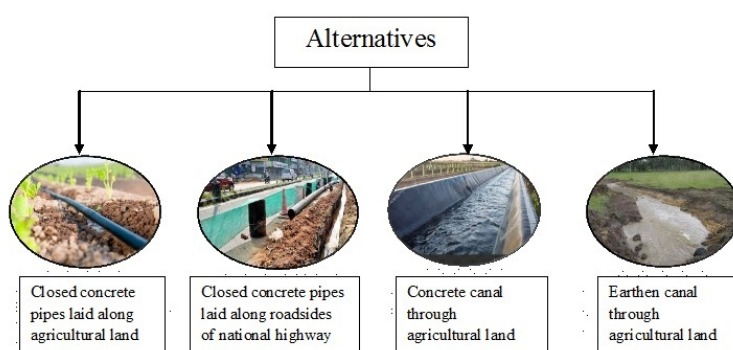 Alternatives
Closed concrete
pipes laid along
agricultural land
Closed concrete pipes
laid along roadsides
of national highway
Concrete canal
through
agricultural land
Earthen canal
through
agricultural land